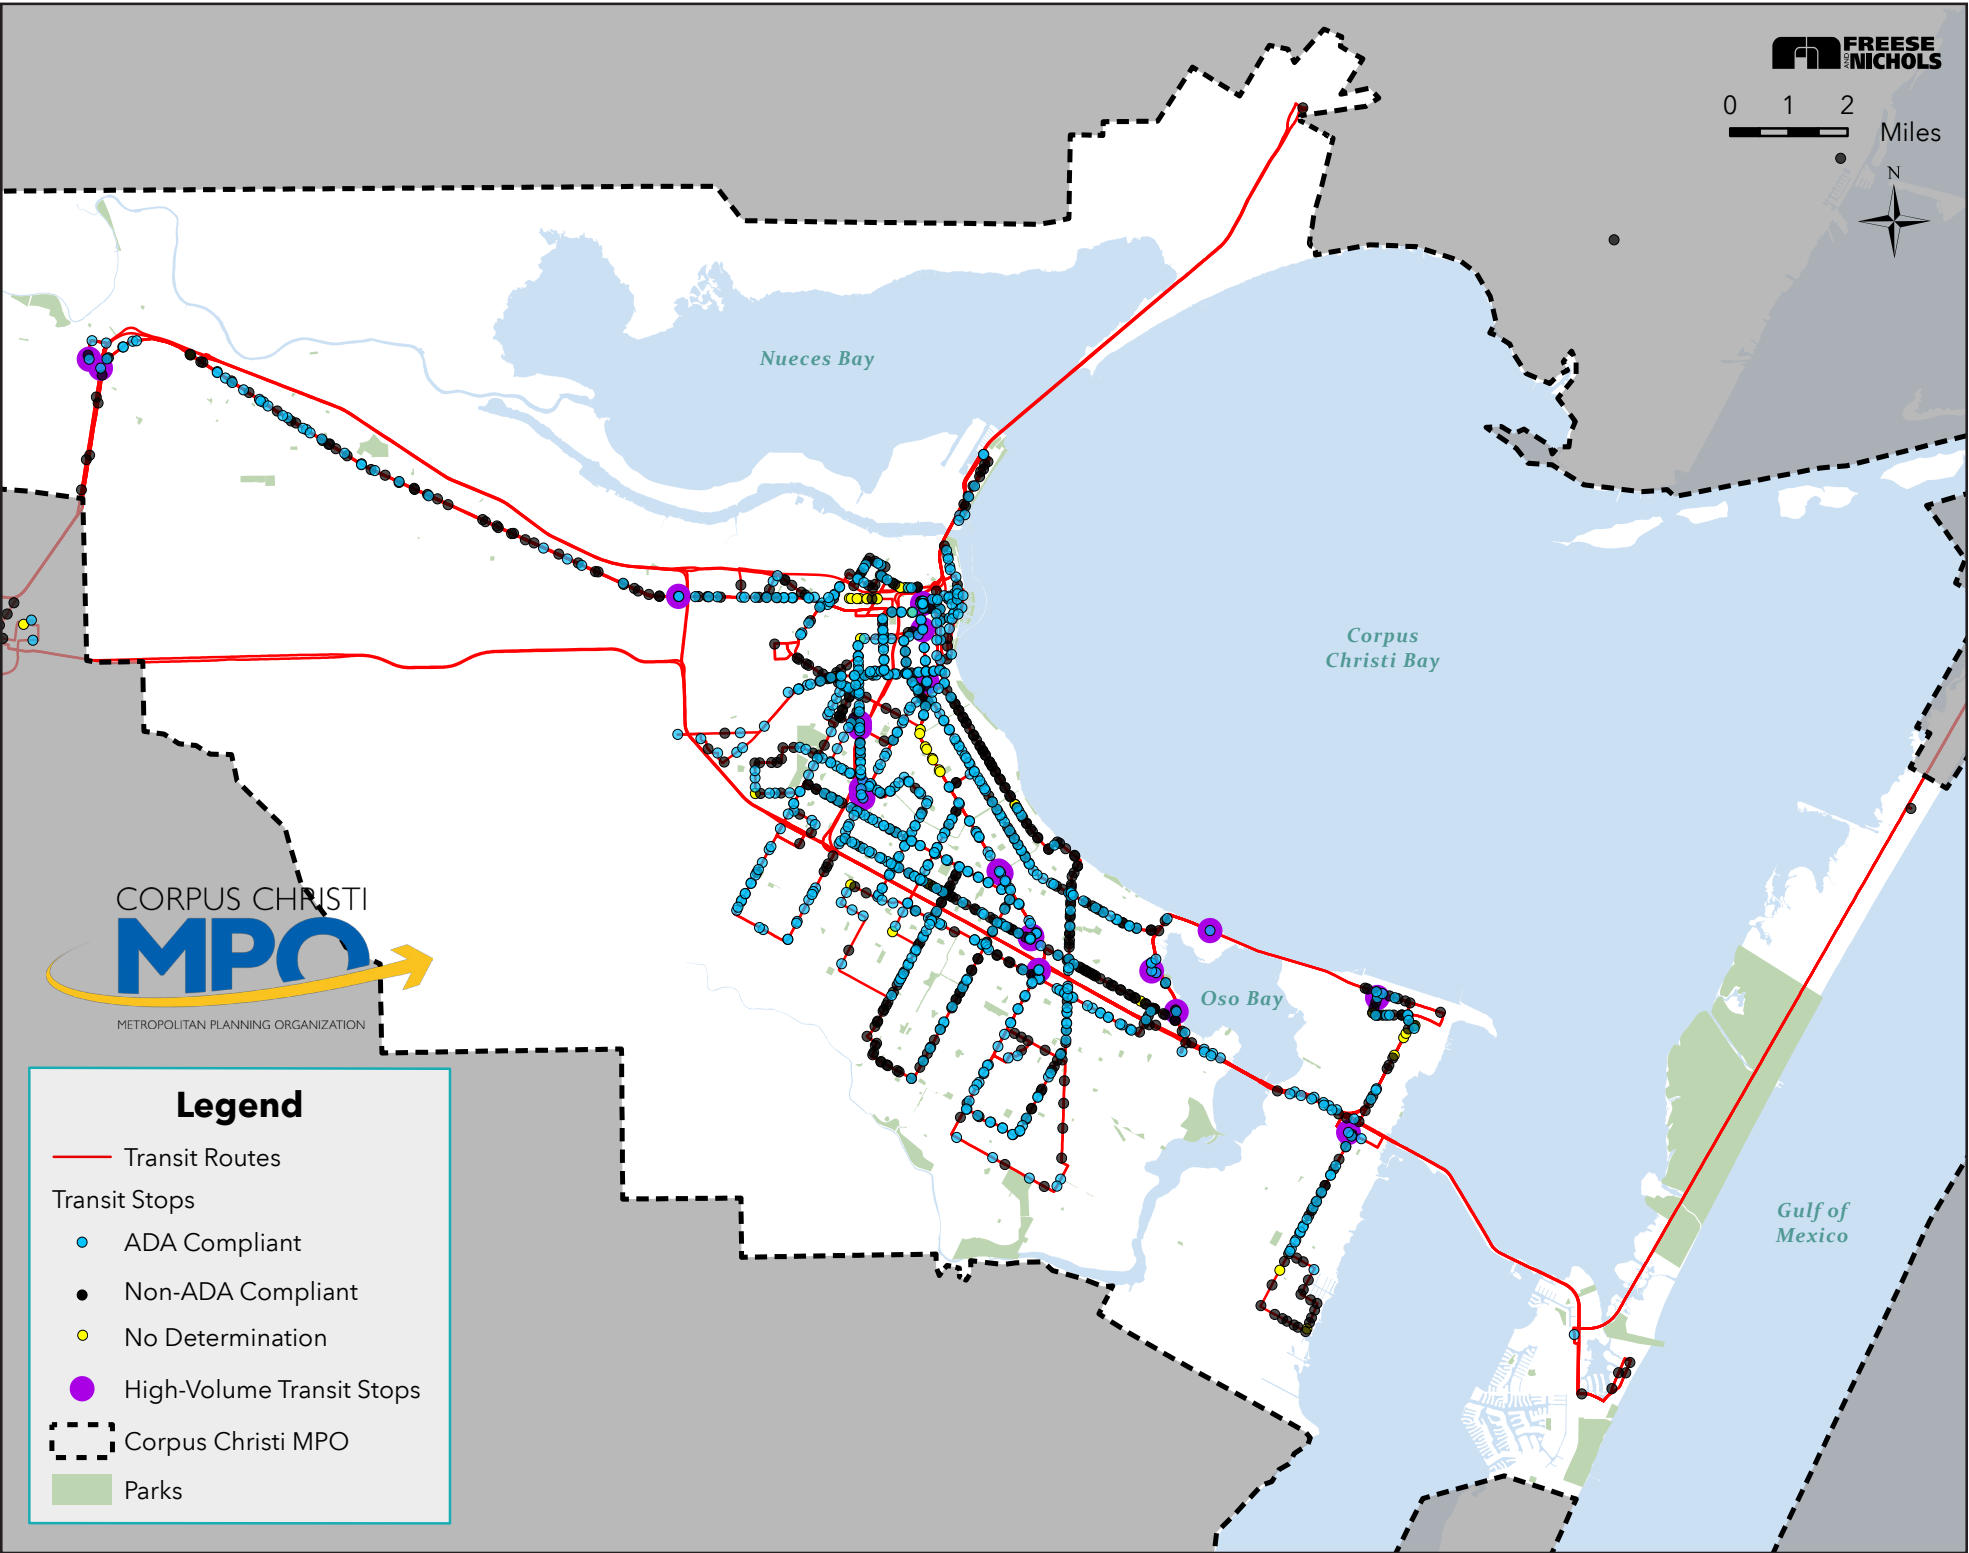 FREESE
AND
NICHOLS
0 1 2
Miles
N
Nueces Bay
Corpus
Christi Bay
Oso Bay
Gulf of
Mexico
CORPUS CHRISTI
MPO
METROPOLITAN PLANNING ORGANIZATION
Legend
Transit Routes
Transit Stops
ADA Compliant
Non-ADA Compliant
No Determination
High-Volume Transit Stops
Corpus Christi MPO
Parks